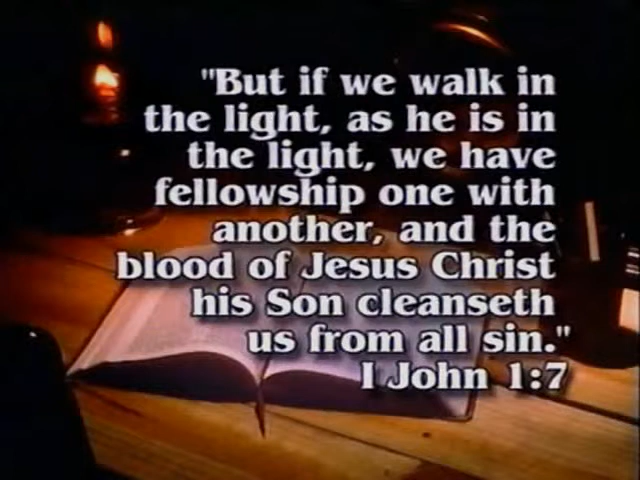 "But if we walk in
the light, as he is in
the light, we have
fellowship one with
another, and the
blood of Jesus Christ
his Son cleanseth
us from all sin."
I John 1:7